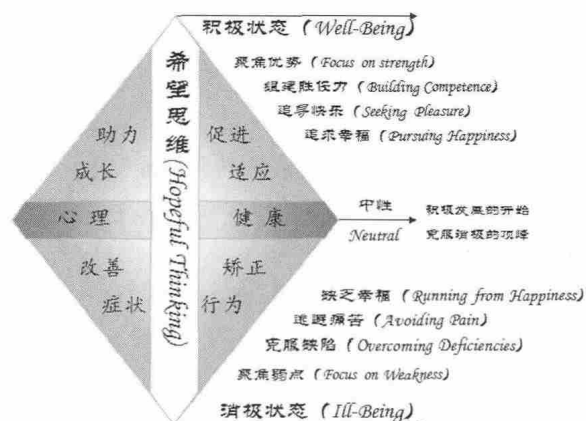 积极状态（Well-Being）
聚焦优势（Focus on strength）
组建胜任力（Building Competence）
追寻快乐（Seeking Pleasure）
追求幸福（Pursuing Happiness）
希望思维(Hopeful Thinking)
助力 促进
成长 适应
心理 健康
中性
Neutral
积极发展的开始
克服消极的顶峰
改善 矫正
症状 行为
缺乏幸福（Running from Happiness）
逃避痛苦（Avoiding Pain）
克服缺陷（Overcoming Deficiencies）
聚焦弱点（Focus on Weakness）
消极状态（Ill-Being）